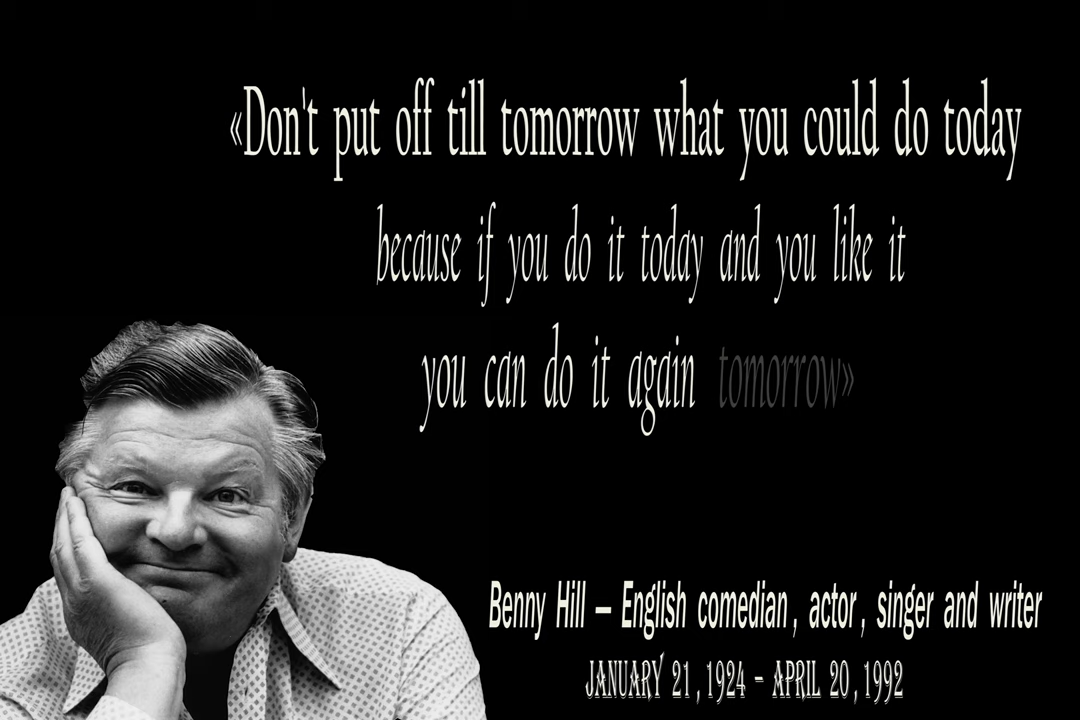 «Don't put off till tomorrow what you could do today
because if you do it today and you like it
you can do it again tomorrow»
Benny Hill – English comedian, actor, singer and writer
JANUARY 21, 1924 - APRIL 20, 1992